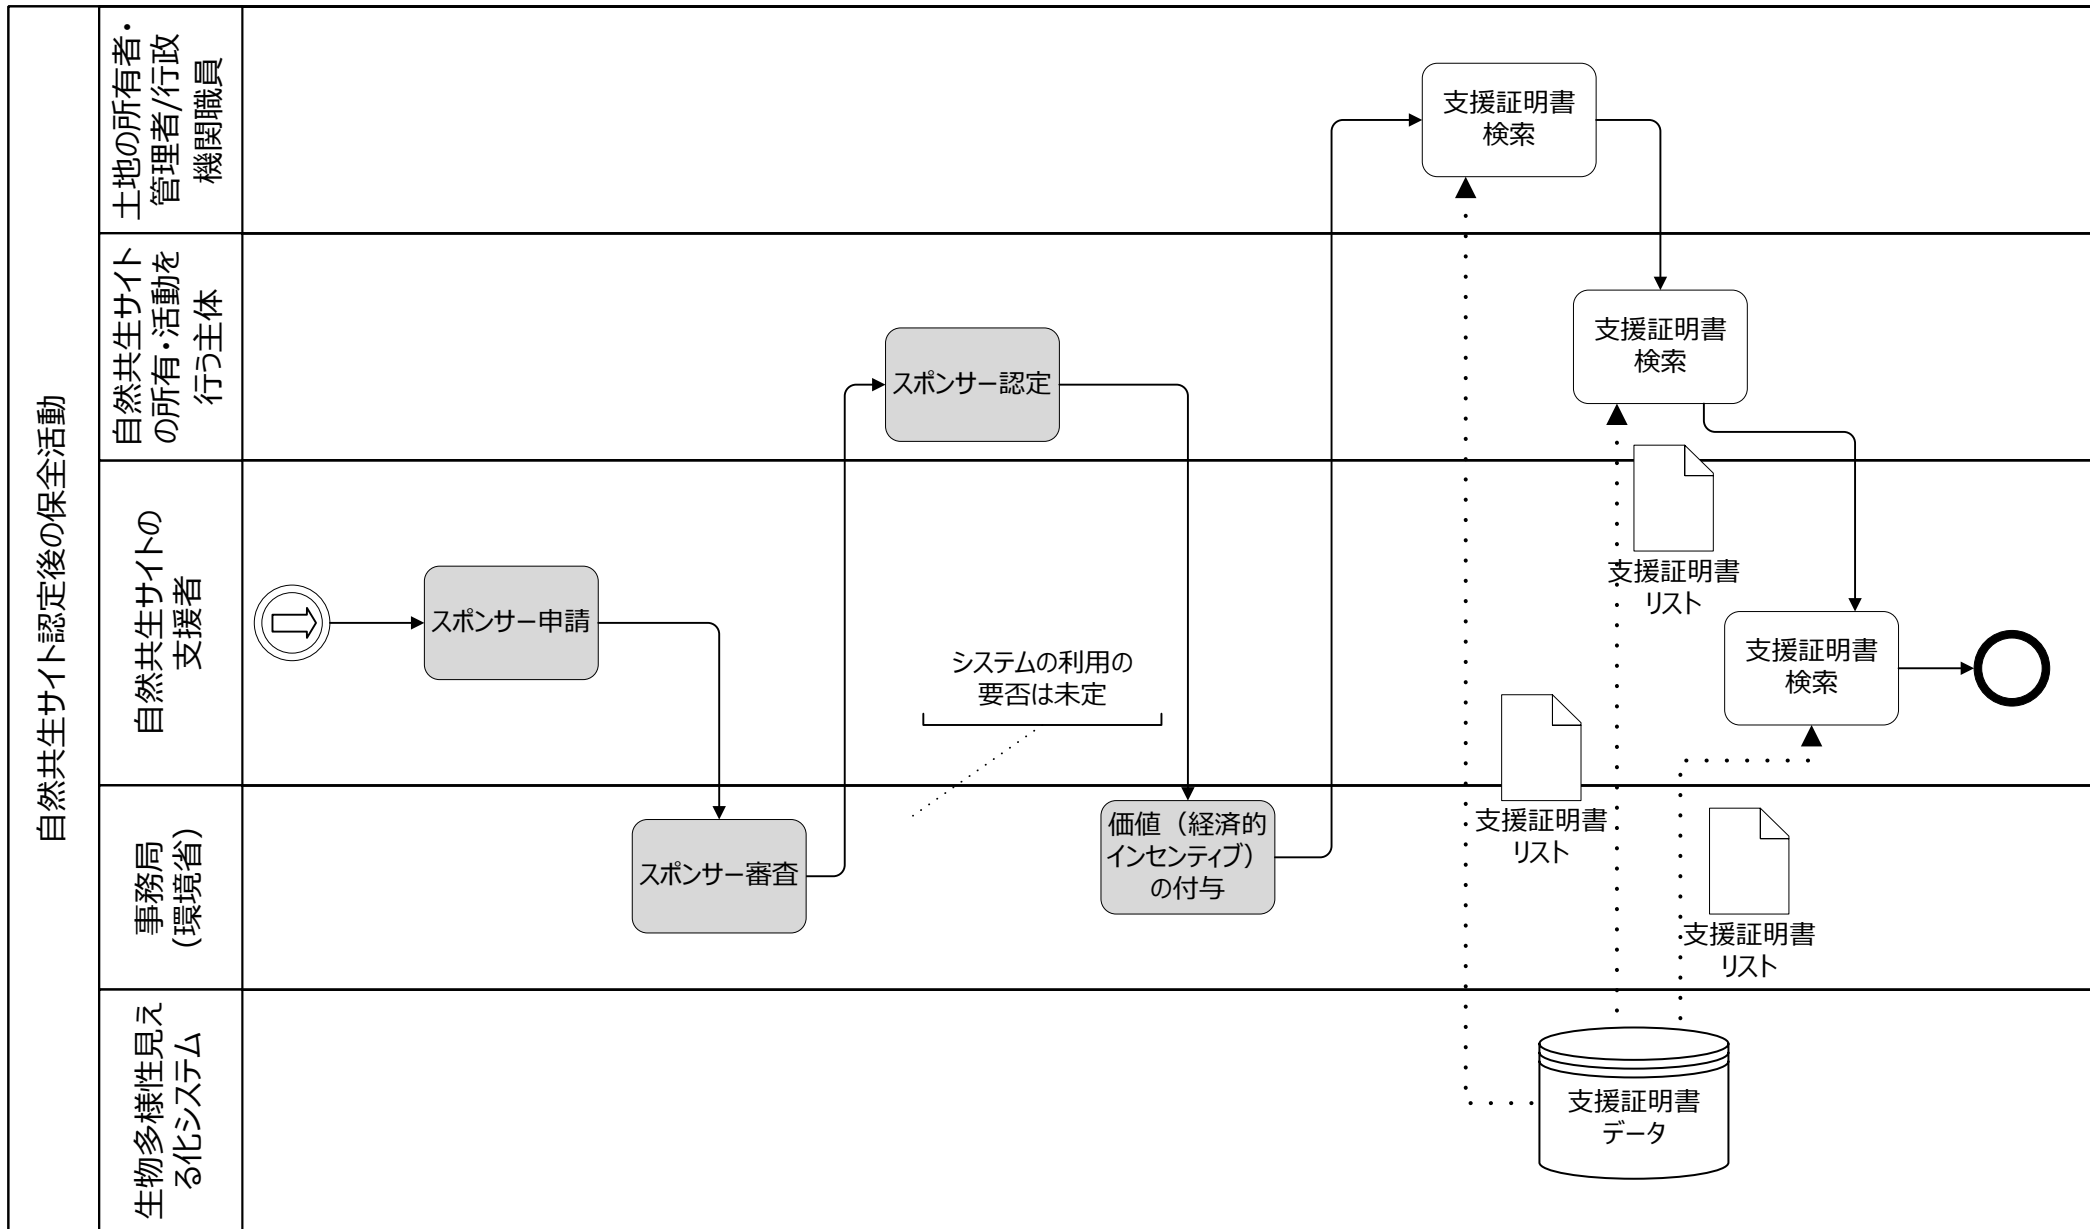 自然共生サイト認定後の保全活動
土地の所有者・
管理者/行政
機関職員
支援証明書
検索
自然共生サイト
の所有・活動を
行う主体
スポンサー認定
支援証明書
検索
自然共生サイトの
支援者
スポンサー申請
システムの利用の
要否は未定
支援証明書
リスト
支援証明書
検索
支援証明書
リスト
事務局
（環境省）
スポンサー審査
価値（経済的
インセンティブ）
の付与
支援証明書
リスト
生物多様性見え
る化システム
支援証明書
データ